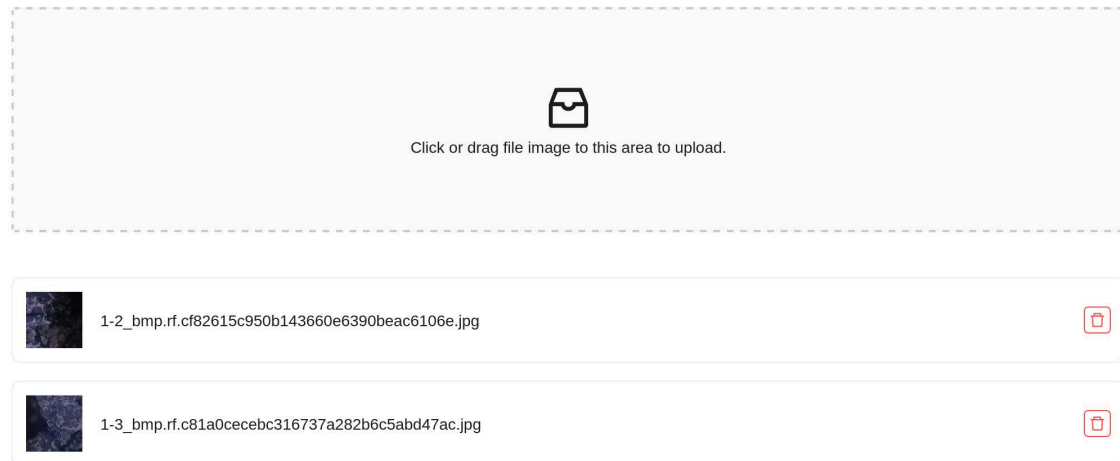 Click or drag file image to this area to upload.
1-2_bmp.rf.cf82615c950b143660e6390beac6106e.jpg
1-3_bmp.rf.c81a0cecebc316737a282b6c5abd47ac.jpg